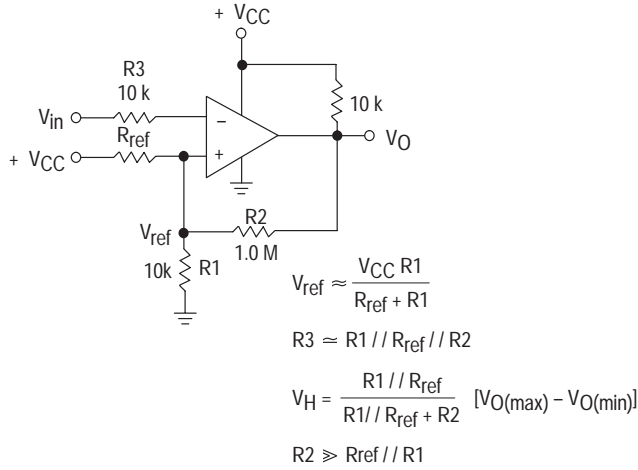 + VCC
R3
10 k
10 k
Vin
−
Rref
VO
+ VCC
+
R2
Vref
1.0 M
10k
R1
Vref ≈ VCC R1 / Rref + R1
R3 ≃ R1 / / Rref / / R2
VH = R1 / / Rref / R1/ / Rref + R2 [VO(max) − VO(min)]
R2 ≫ Rref / / R1